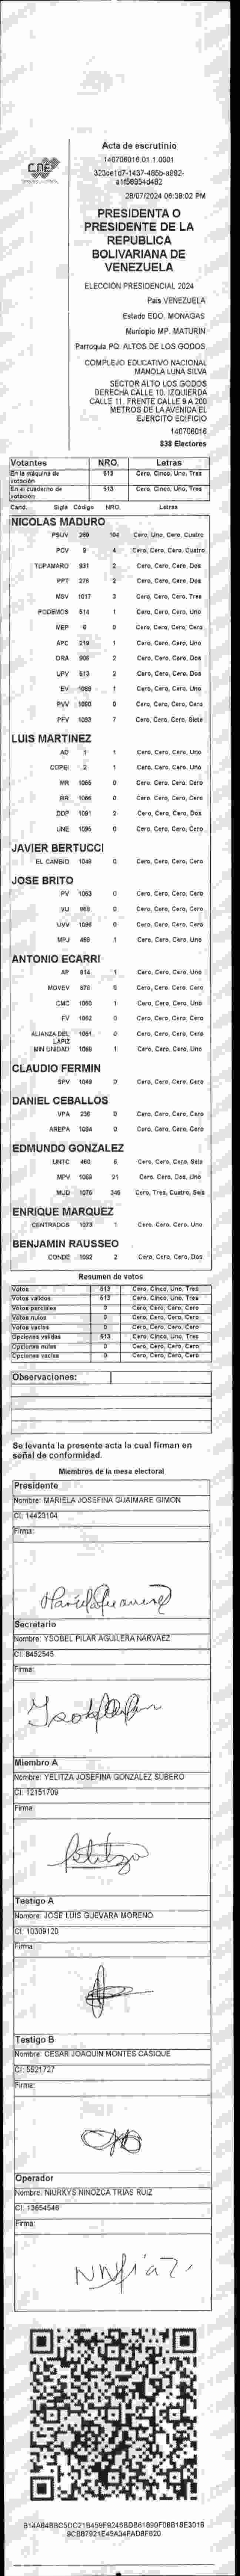 Acta de escrutinio
140706016.01.1.0001
28/07/2024 06:38:02 PM
PRESIDENTA O
PRESIDENTE DE LA
REPUBLICA
BOLIVARIANA DE
VENEZUELA
ELECCIÓN PRESIDENCIAL 2024
País VENEZUELA
Estado EDO. MONAGAS
Municipio MP. MATURIN
Parroquia PQ. ALTOS DE LOS GODOS
COMPLEJO EDUCATIVO NACIONAL
MANOLA LUNA SILVA
SECTOR ALTO LOS GODOS
DERECHA CALLE 10. IZQUIERDA
CALLE 11. FRENTE CALLE 9 A 200
METROS DE LA AVENIDA EL
EJERCITO EDIFICIO
140706016
838 Electores
Votantes NRO. Letras
En la máquina de votación 513 Cero, Cinco, Uno, Tres
En el cuaderno de votación 513 Cero, Cinco, Uno, Tres
Cand. Sigla Código NRO. Letras
NICOLAS MADURO
PSUV 269 104 Cero, Uno, Cero, Cuatro
PCV 9 4 Cero, Cero, Cero, Cuatro
TUPAMARO 931 2 Cero, Cero, Cero, Dos
PPT 276 2 Cero, Cero, Cero, Dos
MSV 1017 3 Cero, Cero, Cero, Tres
PODEMOS 514 1 Cero, Cero, Cero, Uno
MEP 6 0 Cero, Cero, Cero, Cero
APC 219 1 Cero, Cero, Cero, Uno
ORA 906 2 Cero, Cero, Cero, Dos
UPV 513 2 Cero, Cero, Cero, Dos
EV 1089 1 Cero, Cero, Cero, Uno
PVV 1090 0 Cero, Cero, Cero, Cero
PFV 1093 7 Cero, Cero, Cero, Siete
LUIS MARTINEZ
AD 1 1 Cero, Cero, Cero, Uno
COPEI 2 1 Cero, Cero, Cero, Uno
MR 1065 0 Cero, Cero, Cero, Cero
BR 1066 0 Cero, Cero, Cero, Cero
DDP 1091 2 Cero, Cero, Cero, Dos
UNE 1095 0 Cero, Cero, Cero, Cero
JAVIER BERTUCCI
EL CAMBIO 1049 0 Cero, Cero, Cero, Cero
JOSE BRITO
PV 1053 0 Cero, Cero, Cero, Cero
VU 969 0 Cero, Cero, Cero, Cero
UVV 1096 0 Cero, Cero, Cero, Cero
MPJ 469 1 Cero, Cero, Cero, Uno
ANTONIO ECARRI
AP 914 1 Cero, Cero, Cero, Uno
MOVEV 878 0 Cero, Cero, Cero, Cero
CMC 1060 1 Cero, Cero, Cero, Uno
FV 1062 0 Cero, Cero, Cero, Cero
ALIANZA DEL LAPIZ 1051 0 Cero, Cero, Cero, Cero
MIN UNIDAD 1068 1 Cero, Cero, Cero, Uno
CLAUDIO FERMIN
SPV 1048 0 Cero, Cero, Cero, Cero
DANIEL CEBALLOS
VPA 236 0 Cero, Cero, Cero, Cero
AREPA 1094 0 Cero, Cero, Cero, Cero
EDMUNDO GONZALEZ
UNTC 460 6 Cero, Cero, Cero, Seis
MPV 1069 21 Cero, Cero, Dos, Uno
MUD 1075 346 Cero, Tres, Cuatro, Seis
ENRIQUE MARQUEZ
CENTRADOS 1073 1 Cero, Cero, Cero, Uno
BENJAMIN RAUSSEO
CONDE 1092 2 Cero, Cero, Cero, Dos
Resumen de votos
Votos 513 Cero, Cinco, Uno, Tres
Votos validos 513 Cero, Cinco, Uno, Tres
Votos parciales 0 Cero, Cero, Cero, Cero
Votos nulos 0 Cero, Cero, Cero, Cero
Votos vacíos 0 Cero, Cero, Cero, Cero
Opciones validas 513 Cero, Cinco, Uno, Tres
Opciones nulas 0 Cero, Cero, Cero, Cero
Opciones vacías 0 Cero, Cero, Cero, Cero
Observaciones:
Se levanta la presente acta la cual firman en
señal de conformidad.
Miembros de la mesa electoral
Presidente
Nombre: MARIELA JOSEFINA GUAIMARE GIMON
CI: 14423104
Firma:
Secretario
Nombre: YSOBEL PILAR AGUILERA NARVAEZ
CI: 8452545
Firma:
Miembro A
Nombre: YELITZA JOSEFINA GONZALEZ SUBERO
CI: 12151709
Firma:
Testigo A
Nombre: JOSE LUIS GUEVARA MORENO
CI: 10309120
Firma:
Testigo B
Nombre: CESAR JOAQUIN MONTES CASIQUE
CI: 5521727
Firma:
Operador
Nombre: NIURKYS NINOZCA TRIAS RUIZ
CI: 13654546
Firma: